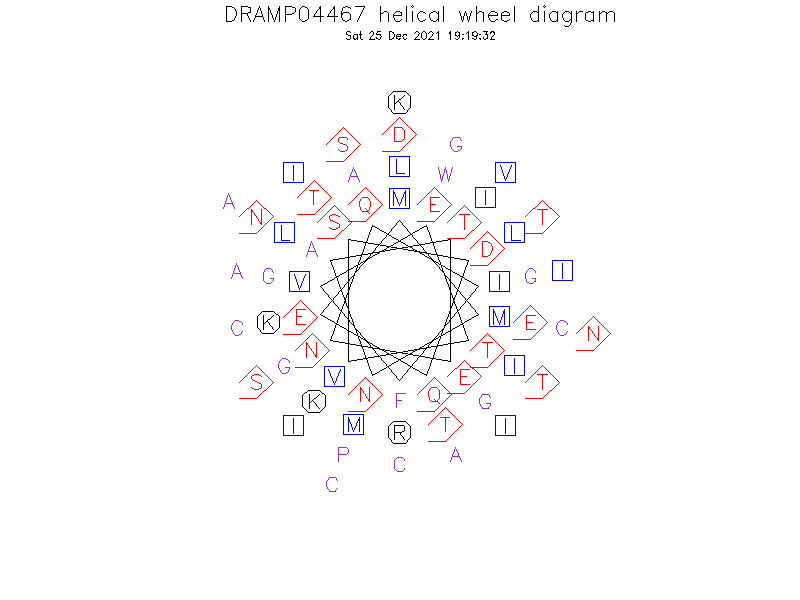 DRAMP04467 helical wheel diagram
Sat 25 Dec 2021 19:19:32
K
S D G
I A L W V
A N T S Q M E T I L T
L A D
A G V I G I
C K E M E C N
S G N V T I T
I K M N F Q E T G I
P R A
C C